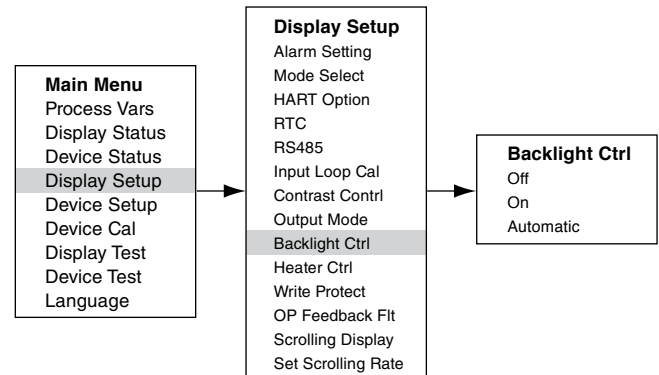 Main Menu
Process Vars
Display Status
Device Status
Display Setup
Device Setup
Device Cal
Display Test
Device Test
Language
Display Setup
Alarm Setting
Mode Select
HART Option
RTC
RS485
Input Loop Cal
Contrast Contrl
Output Mode
Backlight Ctrl
Heater Ctrl
Write Protect
OP Feedback Flt
Scrolling Display
Set Scrolling Rate
Backlight Ctrl
Off
On
Automatic